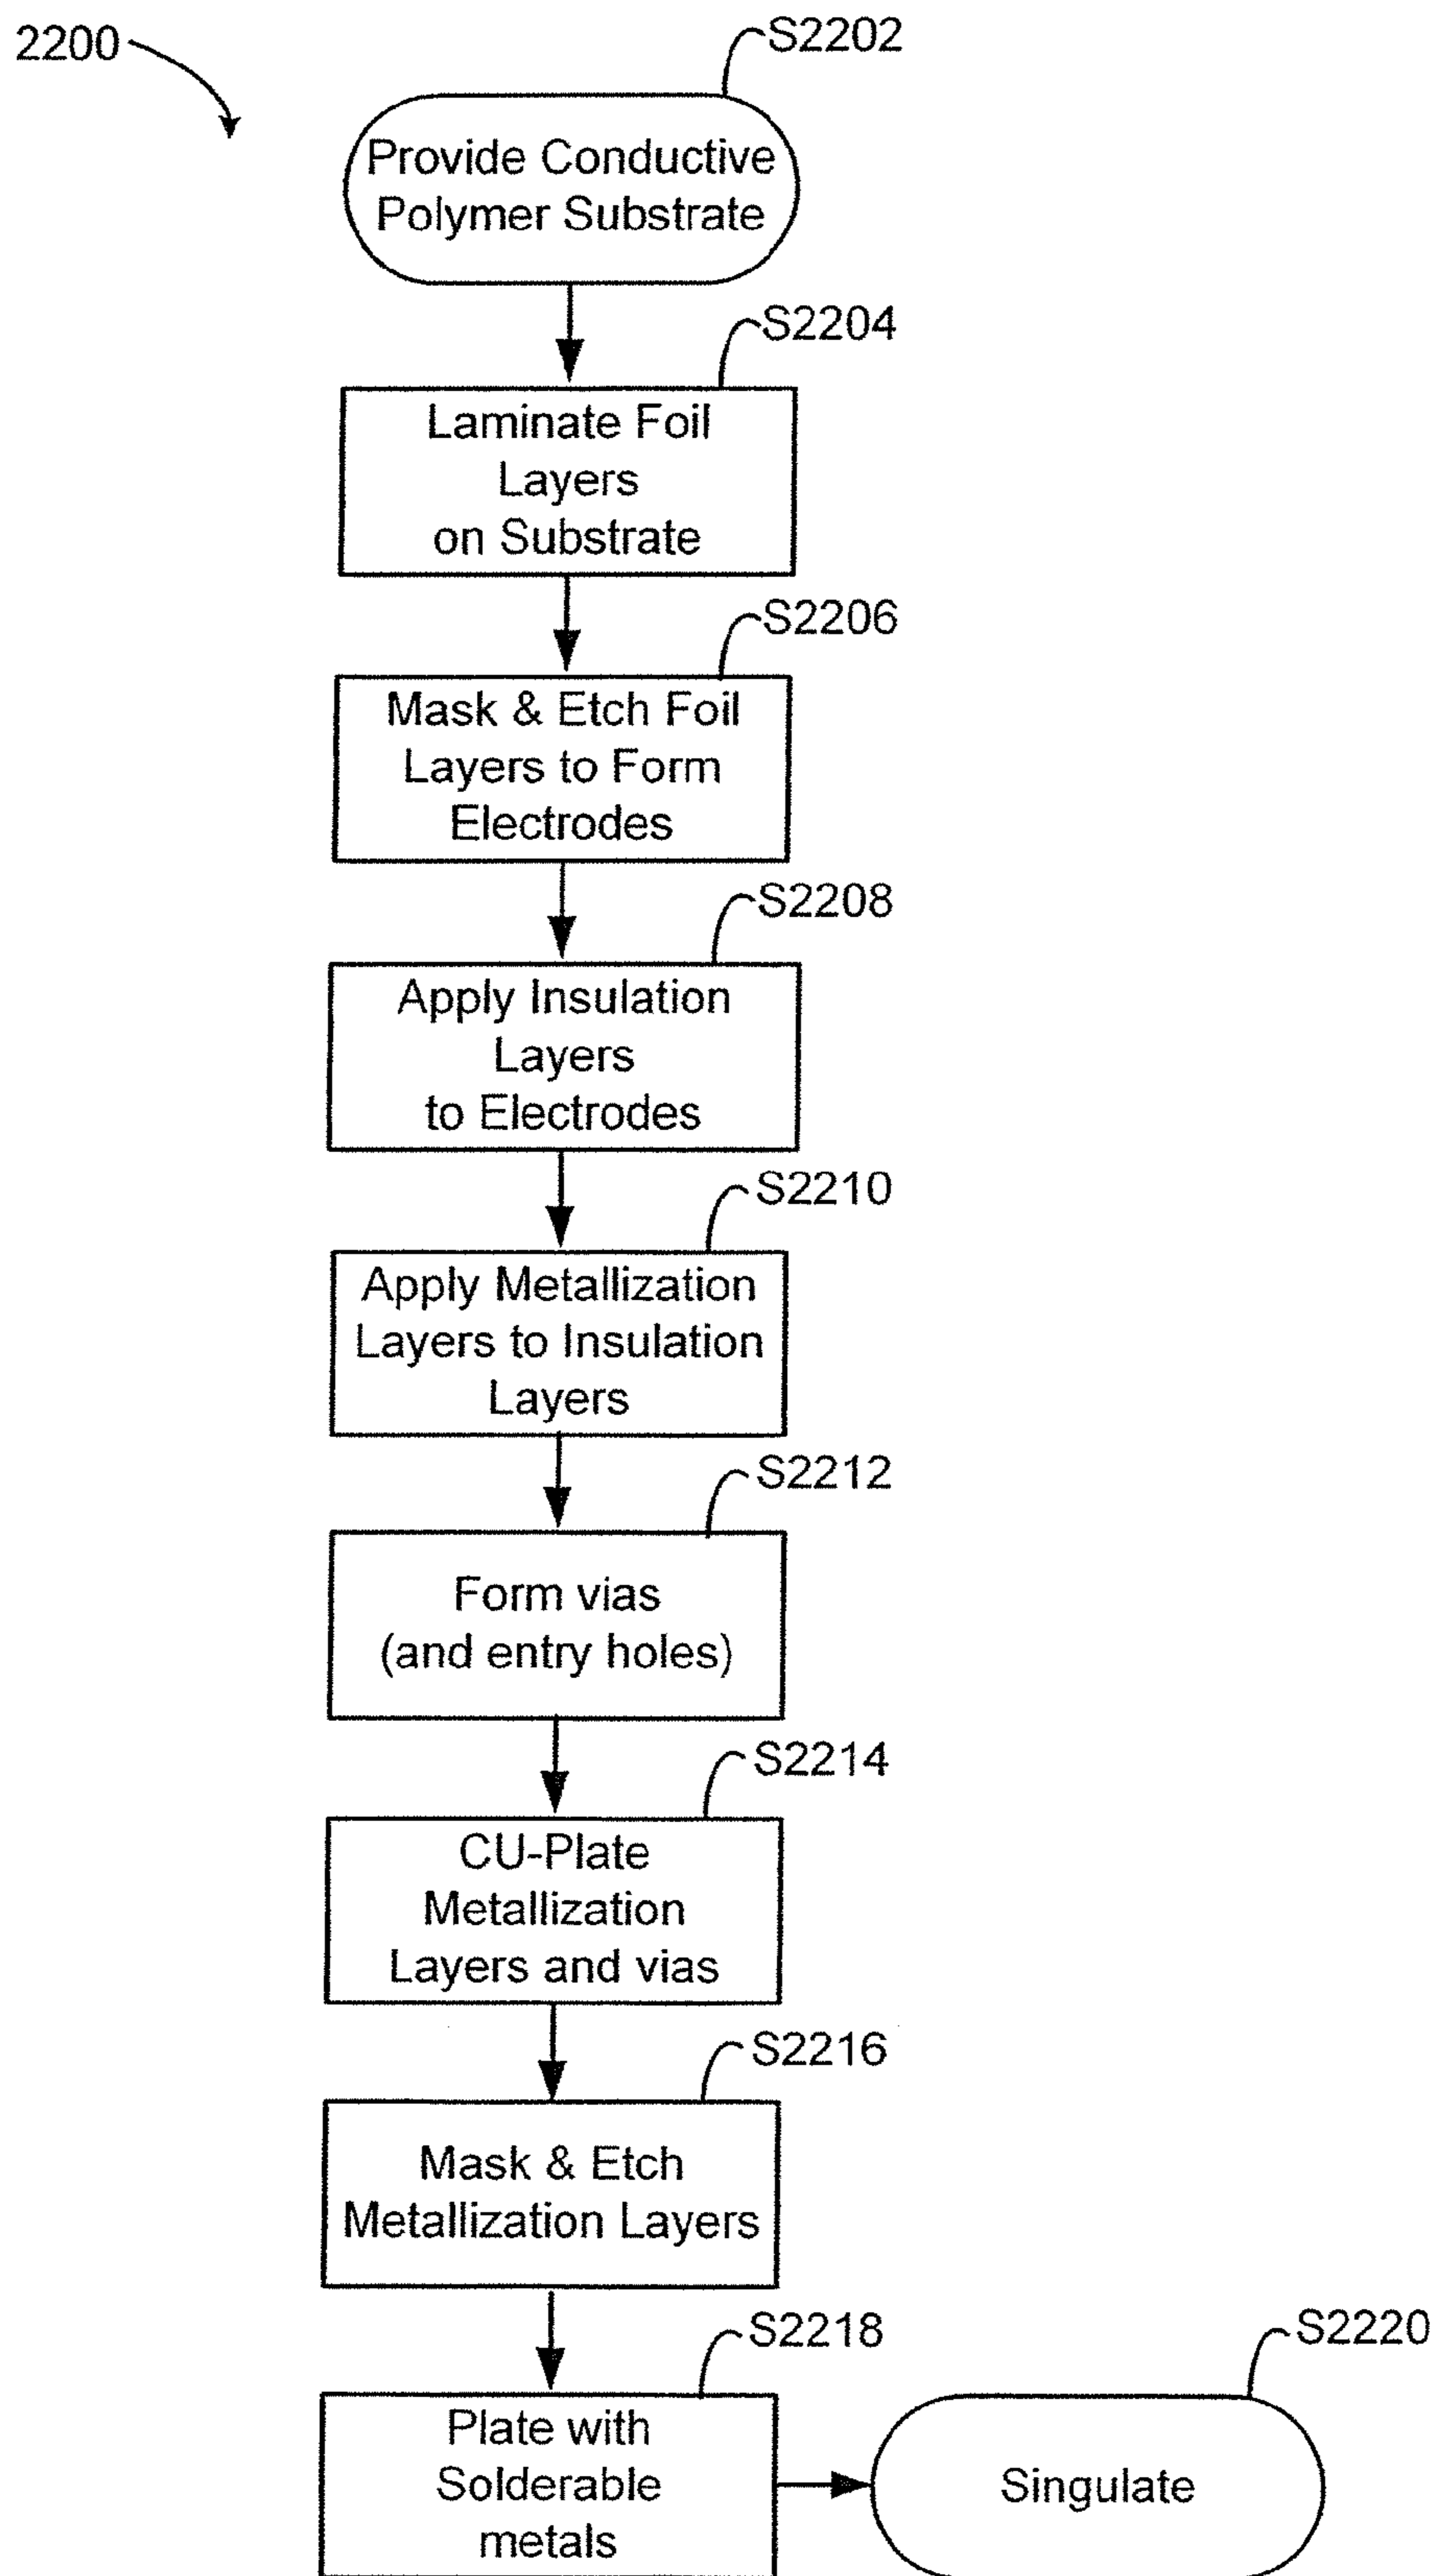 2200
S2202
Provide Conductive
Polymer Substrate
S2204
Laminate Foil
Layers
on Substrate
S2206
Mask & Etch Foil
Layers to Form
Electrodes
S2208
Apply Insulation
Layers
to Electrodes
S2210
Apply Metallization
Layers to Insulation
Layers
S2212
Form vias
(and entry holes)
S2214
CU-Plate
Metallization
Layers and vias
S2216
Mask & Etch
Metallization Layers
S2218
Plate with
Solderable
metals
S2220
Singulate